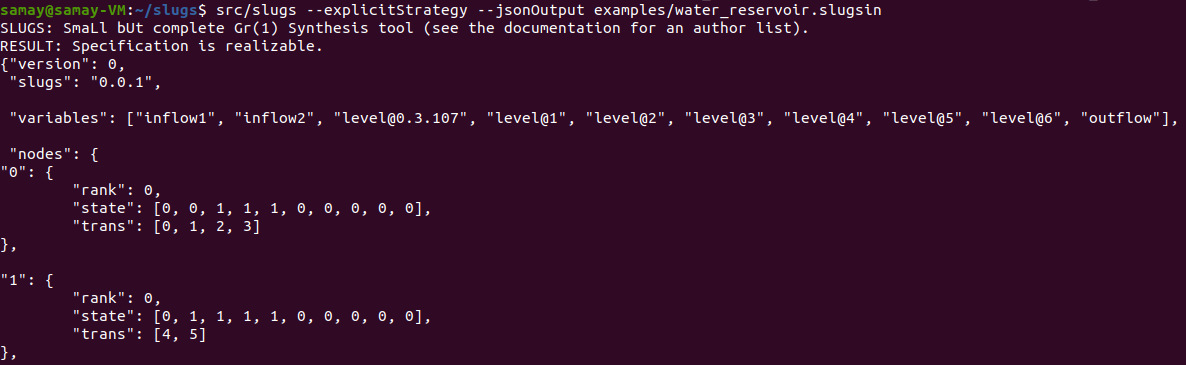 samay@samay-VM:~/slugs$ src/slugs --explicitStrategy --jsonOutput examples/water_reservoir.slugsin
SLUGS: SmaLl bUt complete Gr(1) Synthesis tool (see the documentation for an author list).
RESULT: Specification is realizable.
{"version": 0,
 "slugs": "0.0.1",

 "variables": ["inflow1", "inflow2", "level@0.3.107", "level@1", "level@2", "level@3", "level@4", "level@5", "level@6", "outflow"],

 "nodes": {
"0": {
        "rank": 0,
        "state": [0, 0, 1, 1, 1, 0, 0, 0, 0, 0],
        "trans": [0, 1, 2, 3]
},

"1": {
        "rank": 0,
        "state": [0, 1, 1, 1, 1, 0, 0, 0, 0, 0],
        "trans": [4, 5]
},